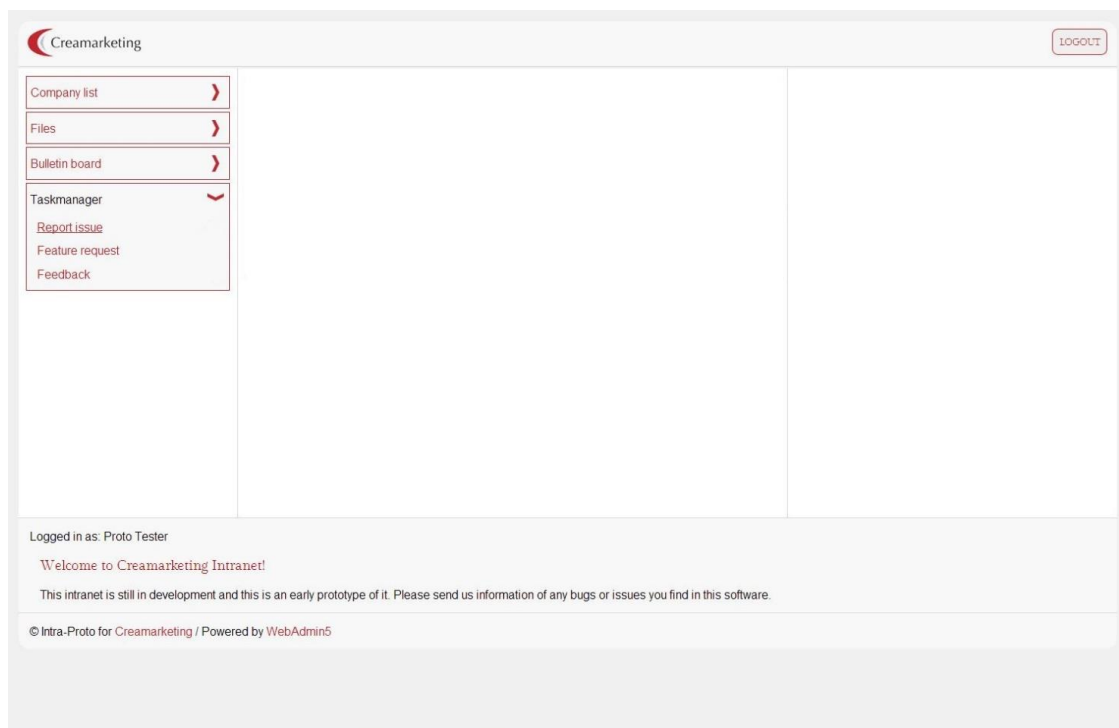 Creamarketing
LOGOUT
Company list
Files
Bulletin board
Taskmanager
Report issue
Feature request
Feedback
Logged in as: Proto Tester
Welcome to Creamarketing Intranet!
This intranet is still in development and this is an early prototype of it. Please send us information of any bugs or issues you find in this software.
© Intra-Proto for Creamarketing / Powered by WebAdmin5